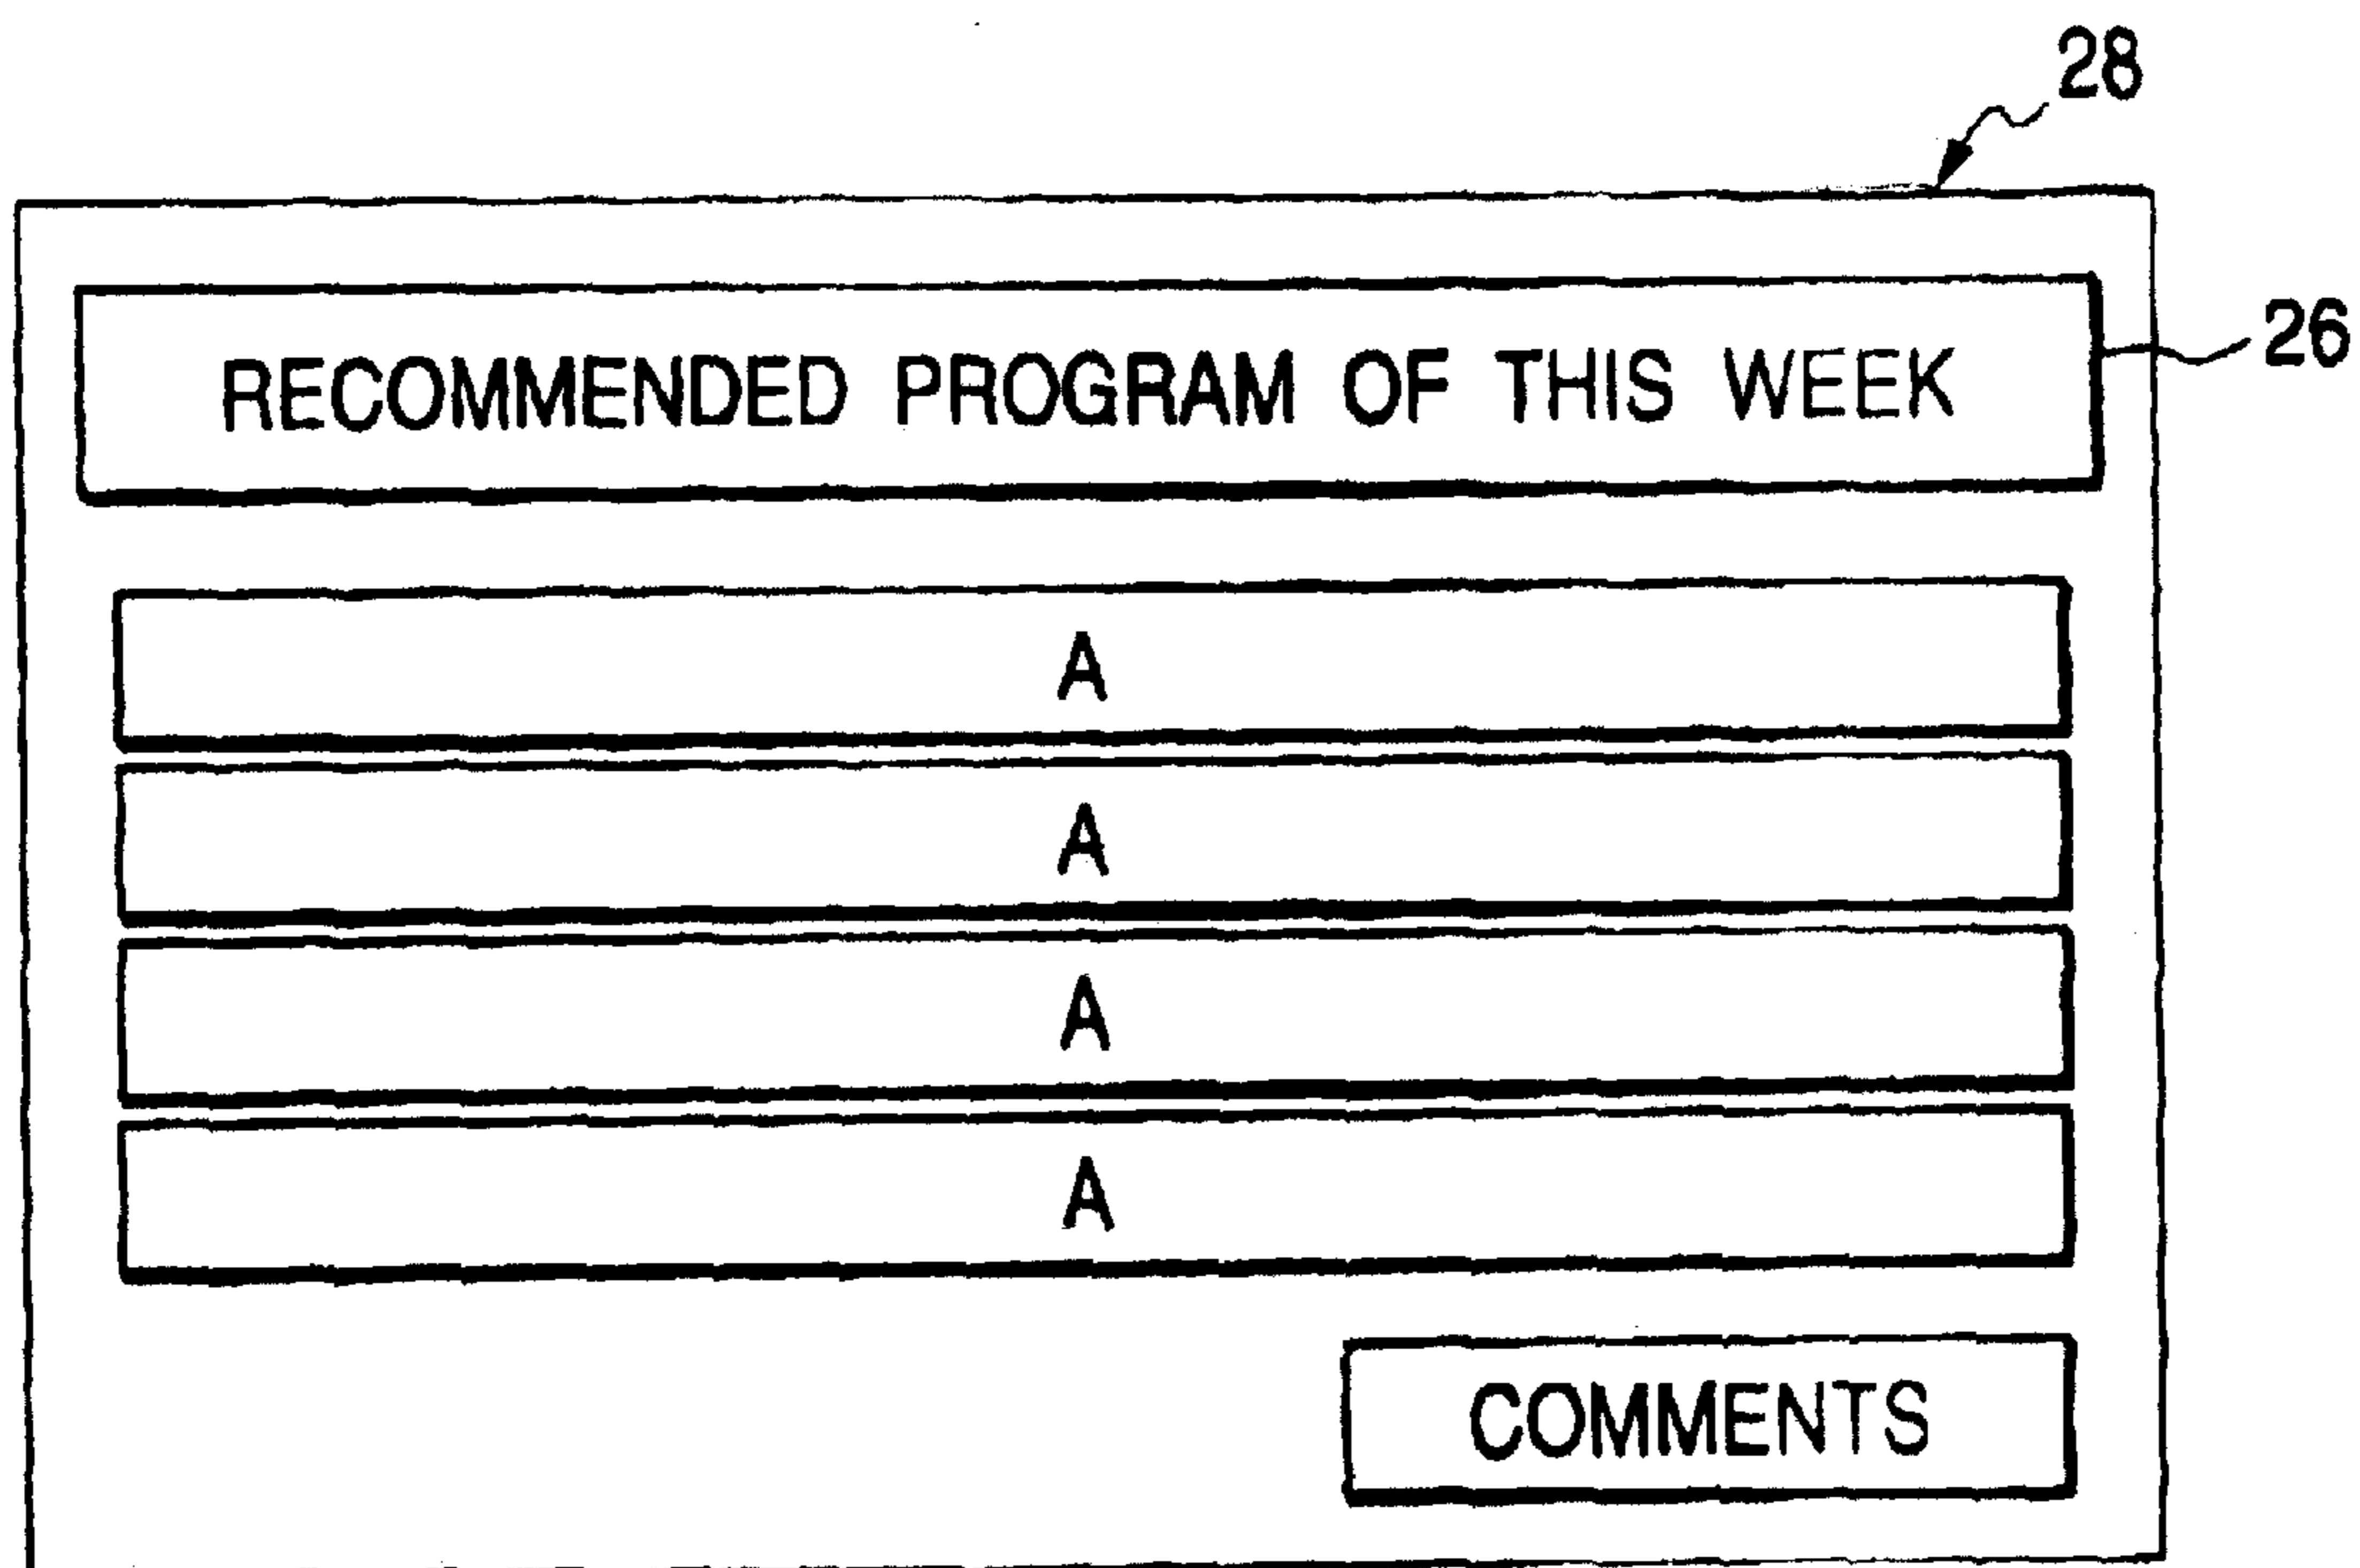 28
RECOMMENDED PROGRAM OF THIS WEEK
26
A
A
A
A
COMMENTS